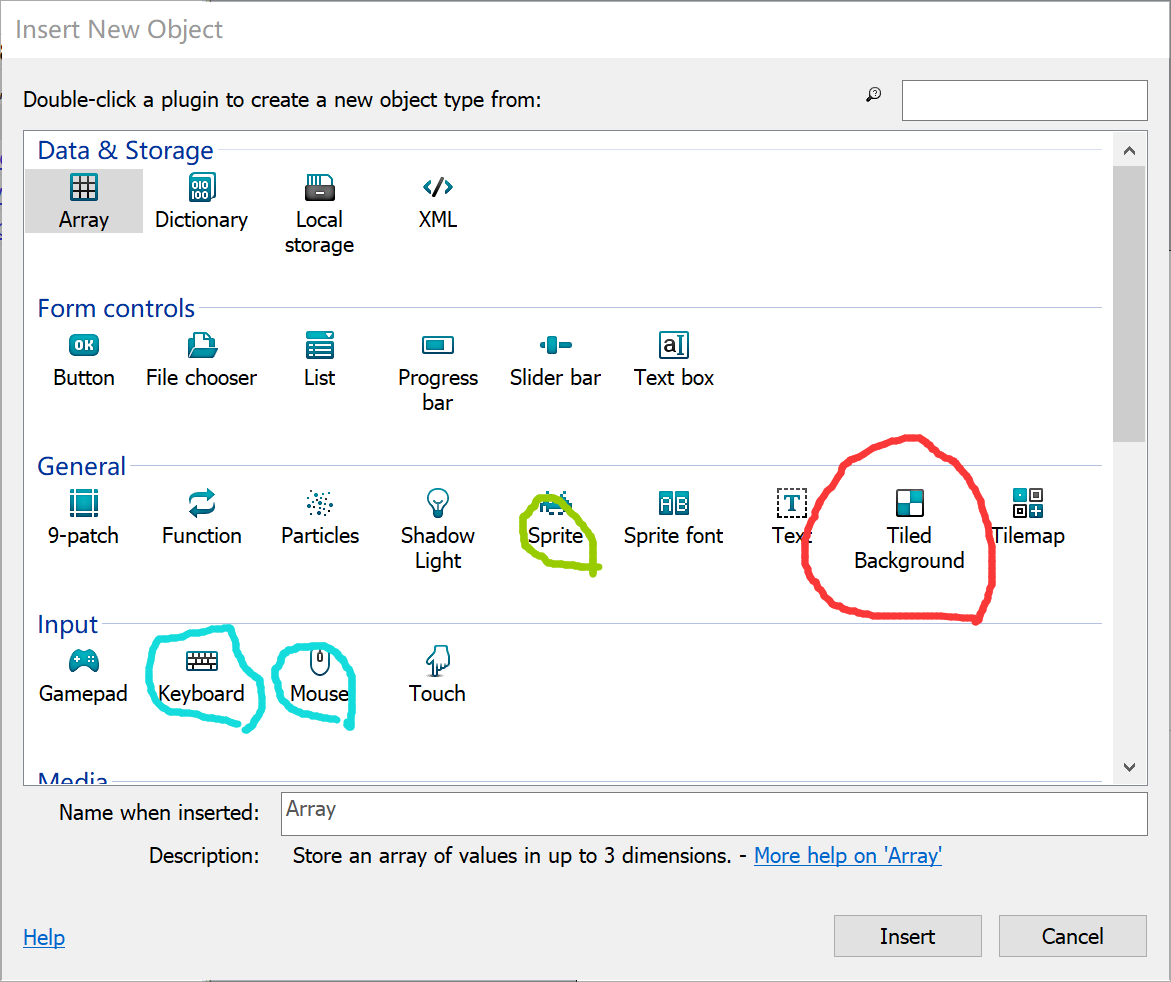 Insert New Object
Double-click a plugin to create a new object type from:
Data & Storage
Array Dictionary Local storage XML
Form controls
OK
Button File chooser List Progress bar Slider bar Text box
General
9-patch Function Particles Shadow Light Sprite Sprite font Text Tiled Background Tilemap
Input
Gamepad Keyboard Mouse Touch
Media
Name when inserted: Array
Description: Store an array of values in up to 3 dimensions. - More help on 'Array'
Help Insert Cancel